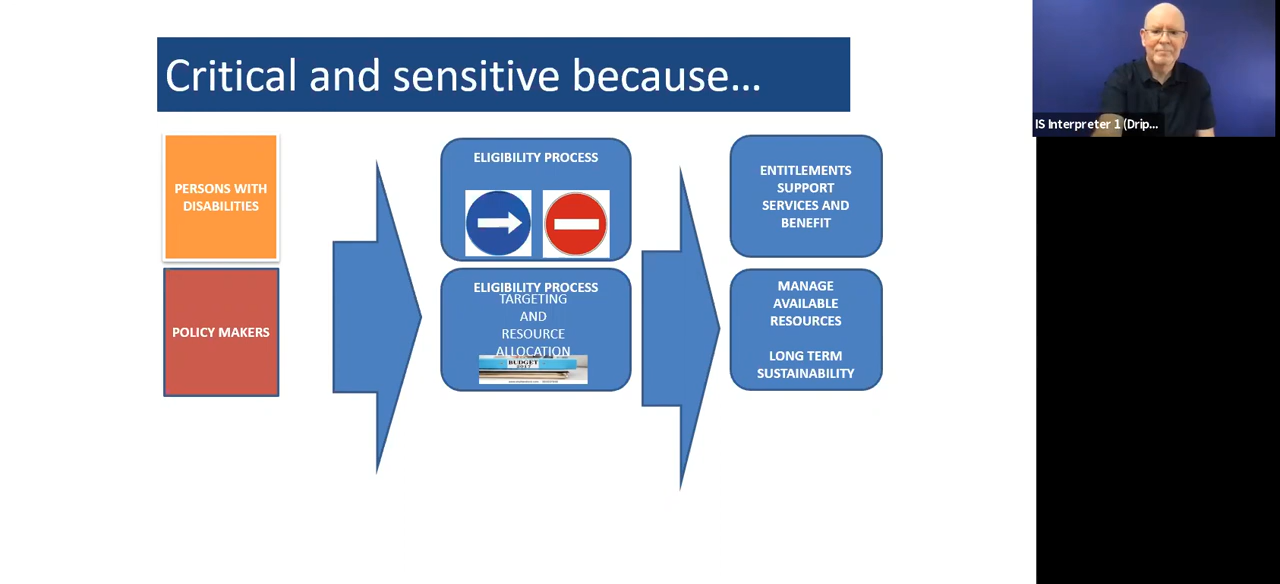 Critical and sensitive because...
PERSONS WITH
DISABILITIES
ELIGIBILITY PROCESS
ENTITLEMENTS
SUPPORT
SERVICES AND
BENEFIT
POLICY MAKERS
ELIGIBILITY PROCESS
TARGETING
AND
RESOURCE
ALLOCATION
BUDGET
2017
MANAGE
AVAILABLE
RESOURCES
LONG TERM
SUSTAINABILITY
IS Interpreter 1 (Drip...